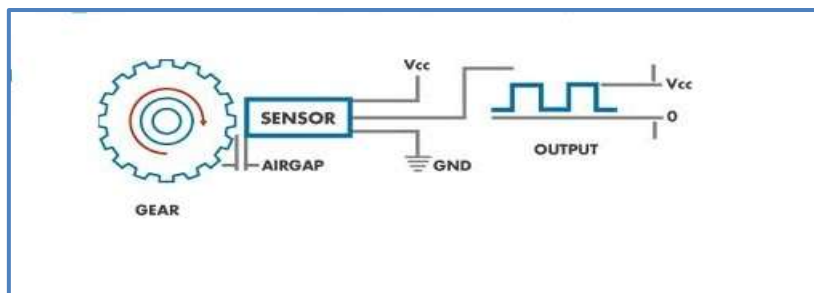 Vcc
SENSOR
Vcc
0
OUTPUT
AIRGAP
GND
GEAR